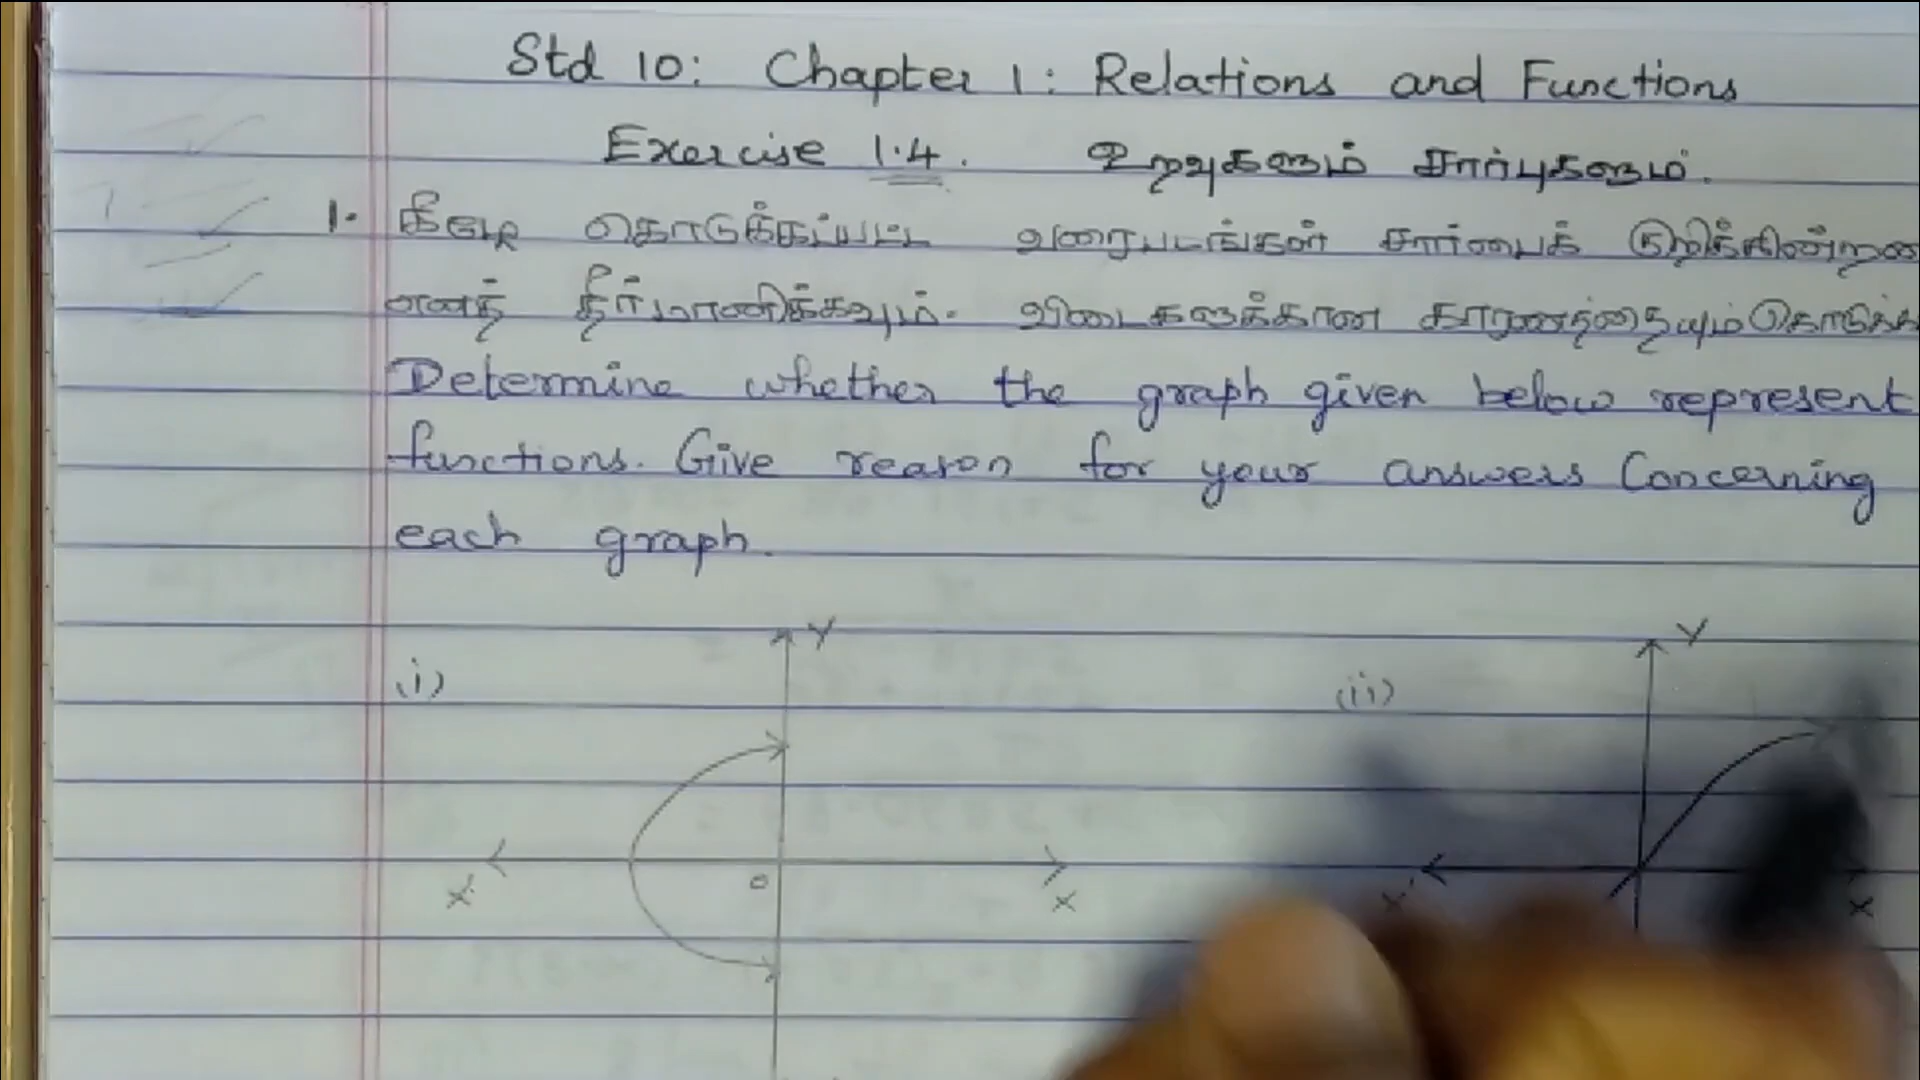 Std 10: Chapter 1: Relations and Functions
Exercise 1.4. உறவுகளும் சார்புகளும்.
1. கீழே கொடுக்கப்பட்ட வரைபடங்கள் சார்பைக் குறிக்கின்றன
எனத் தீர்மானிக்கவும். விடைகளுக்கான காரணத்தையும் கொடுக்க
Determine whether the graph given below represent
functions. Give reason for your answers Concerning
each graph.
(i) Y (ii) Y
X' O X X' X